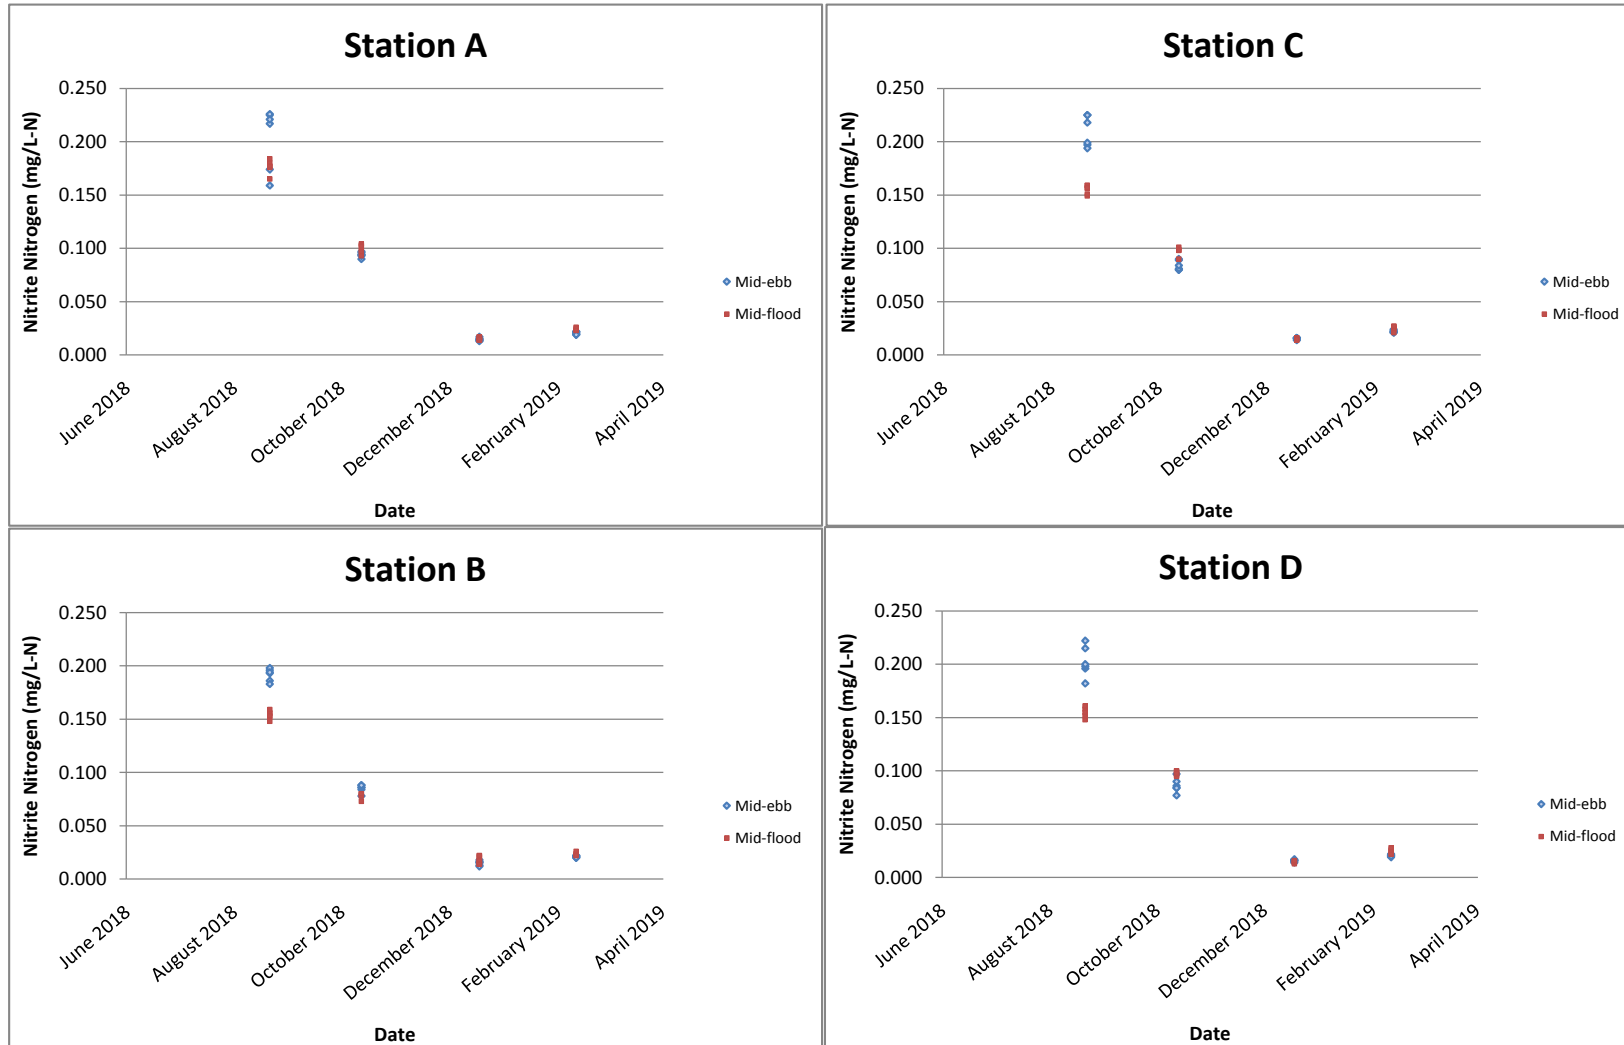 Station A
Nitrite Nitrogen (mg/L-N)
0.250
0.200
0.150
0.100
0.050
0.000
June 2018
August 2018
October 2018
December 2018
February 2019
April 2019
Date
Mid-ebb
Mid-flood
Station C
Nitrite Nitrogen (mg/L-N)
0.250
0.200
0.150
0.100
0.050
0.000
June 2018
August 2018
October 2018
December 2018
February 2019
April 2019
Date
Mid-ebb
Mid-flood
Station B
Nitrite Nitrogen (mg/L-N)
0.250
0.200
0.150
0.100
0.050
0.000
June 2018
August 2018
October 2018
December 2018
February 2019
April 2019
Date
Mid-ebb
Mid-flood
Station D
Nitrite Nitrogen (mg/L-N)
0.250
0.200
0.150
0.100
0.050
0.000
June 2018
August 2018
October 2018
December 2018
February 2019
April 2019
Date
Mid-ebb
Mid-flood